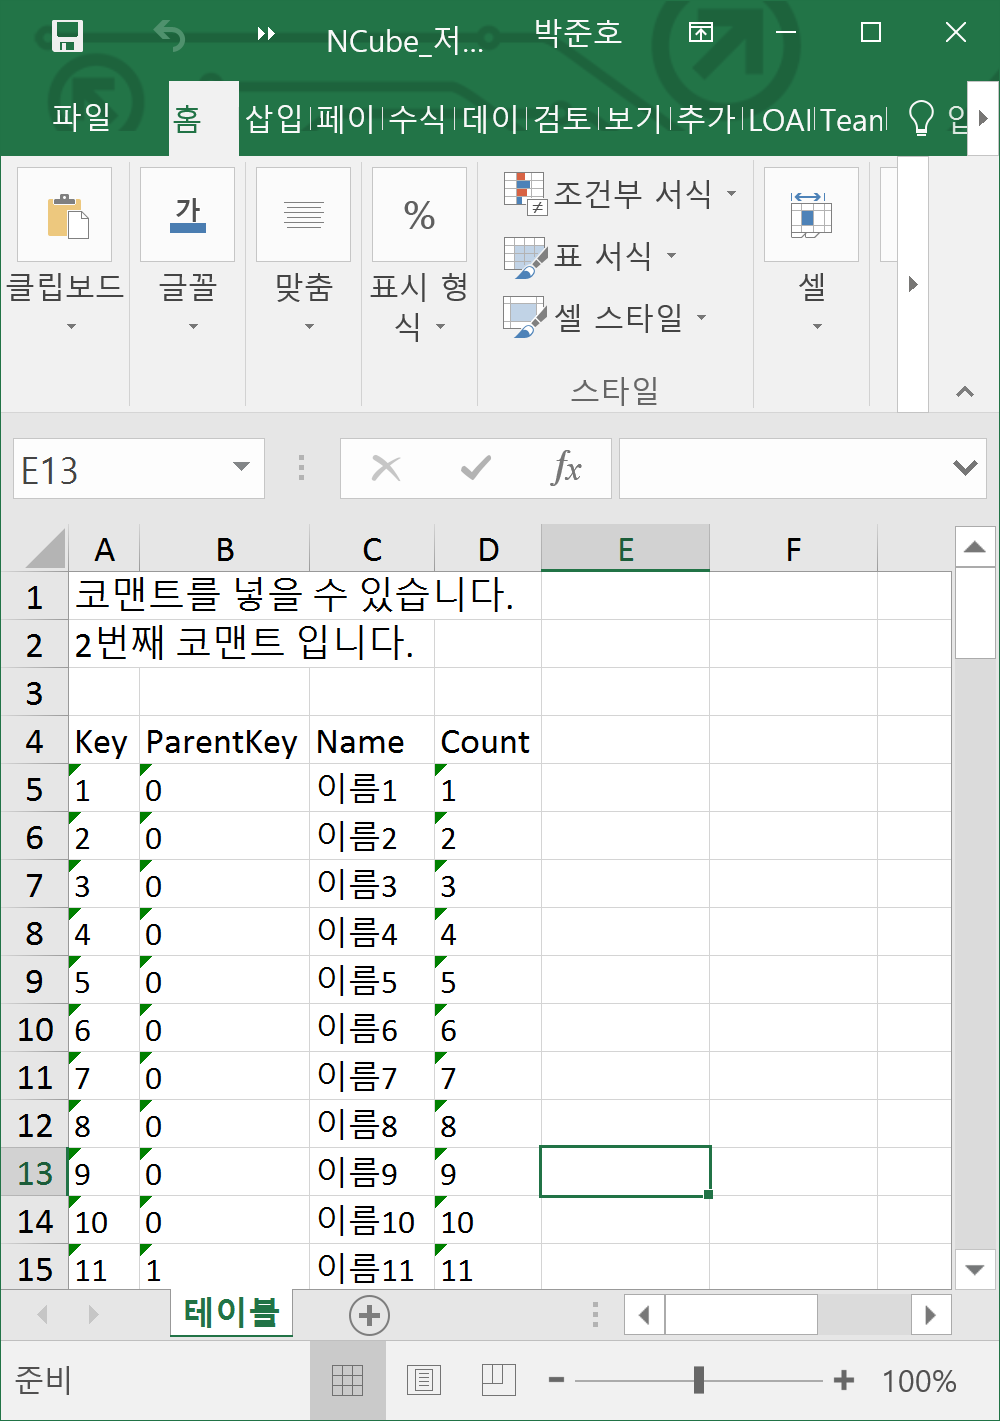 NCube_저... 박준호
파일 홈 삽입 페이 수식 데이 검토 보기 추가 LOAI Tean 입
가 % 조건부 서식
표 서식
클립보드 글꼴 맞춤 표시 형식 셀 스타일 셀
스타일
E13 fx
A B C D E F
1 코맨트를 넣을 수 있습니다.
2 2번째 코맨트 입니다.
3
4 Key ParentKey Name Count
5 1 0 이름1 1
6 2 0 이름2 2
7 3 0 이름3 3
8 4 0 이름4 4
9 5 0 이름5 5
10 6 0 이름6 6
11 7 0 이름7 7
12 8 0 이름8 8
13 9 0 이름9 9
14 10 0 이름10 10
15 11 1 이름11 11
테이블
준비 100%